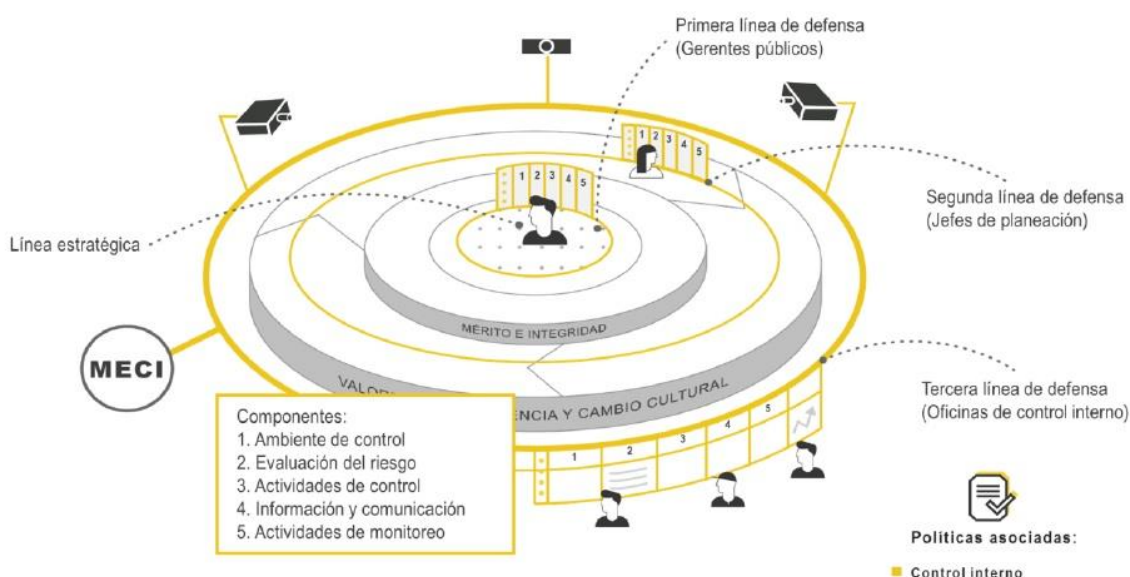 Primera línea de defensa
(Gerentes públicos)
1 2 3 4 5
1 2 3 4 5
Segunda línea de defensa
(Jefes de planeación)
Línea estratégica
MÉRITO E INTEGRIDAD
MECI
ENCIA Y CAMBIO CULTURAL
Tercera línea de defensa
(Oficinas de control interno)
1 2 3 4 5
Componentes:
1. Ambiente de control
2. Evaluación del riesgo
3. Actividades de control
4. Información y comunicación
5. Actividades de monitoreo
Políticas asociadas:
Control interno